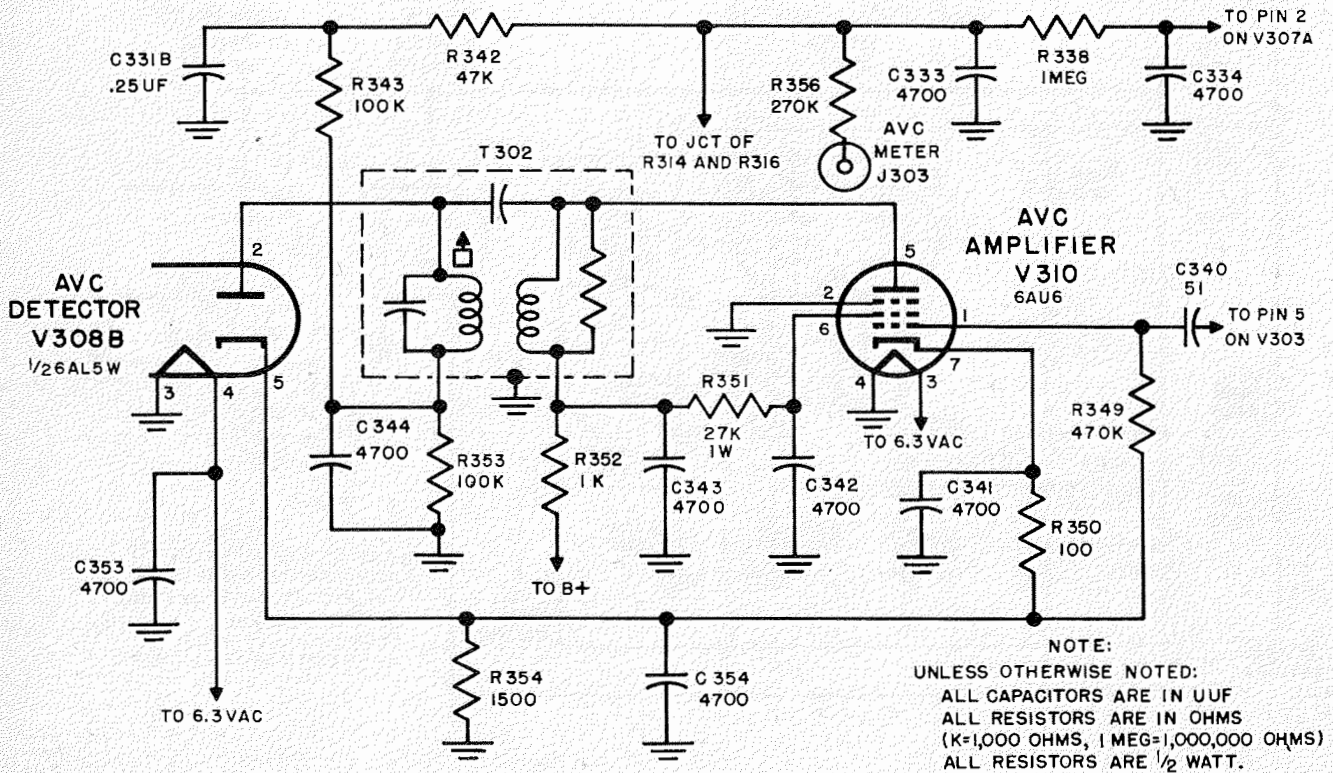 TO PIN 2
ON V307A
C331B
.25UF
R343
100K
R342
47K
R356
270K
C333
4700
R338
1MEG
C334
4700
TO JCT OF
R314 AND R316
AVC
METER
J303
T302
AVC
DETECTOR
V308B
1/2 6AL5W
2
3
4
5
AVC
AMPLIFIER
V310
6AU6
5
2
6
1
7
4
3
C340
51
TO PIN 5
ON V303
TO 6.3VAC
R349
470K
C344
4700
R353
100K
R352
1K
R351
27K
1W
C343
4700
C342
4700
C341
4700
R350
100
C353
4700
TO B+
TO 6.3VAC
R354
1500
C354
4700
NOTE:
UNLESS OTHERWISE NOTED:
ALL CAPACITORS ARE IN UUF
ALL RESISTORS ARE IN OHMS
(K=1,000 OHMS, 1 MEG=1,000,000 OHMS)
ALL RESISTORS ARE 1/2 WATT.